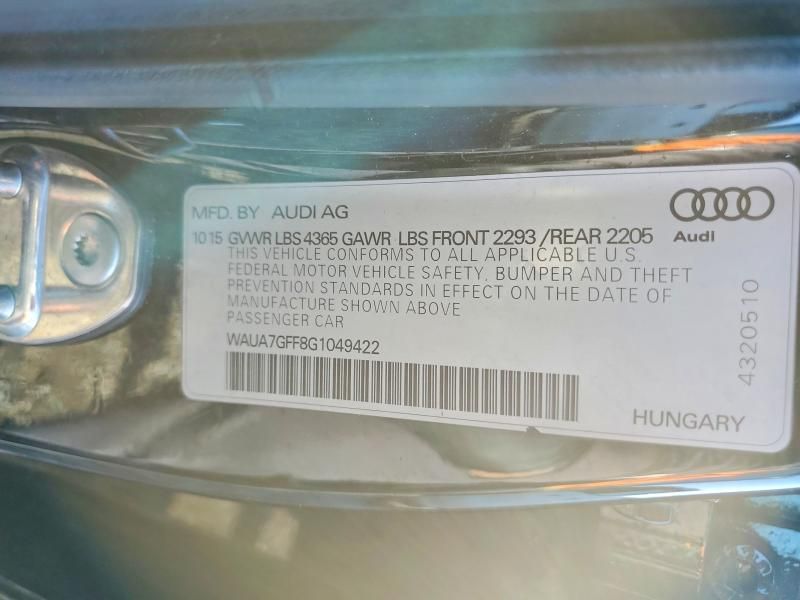 MFD. BY AUDI AG
Audi
10 15 GVWR LBS 4365 GAWR LBS FRONT 2293 /REAR 2205
THIS VEHICLE CONFORMS TO ALL APPLICABLE U.S.
FEDERAL MOTOR VEHICLE SAFETY, BUMPER AND THEFT
PREVENTION STANDARDS IN EFFECT ON THE DATE OF
MANUFACTURE SHOWN ABOVE
PASSENGER CAR
WAUA7GFF8G1049422
4320510
HUNGARY